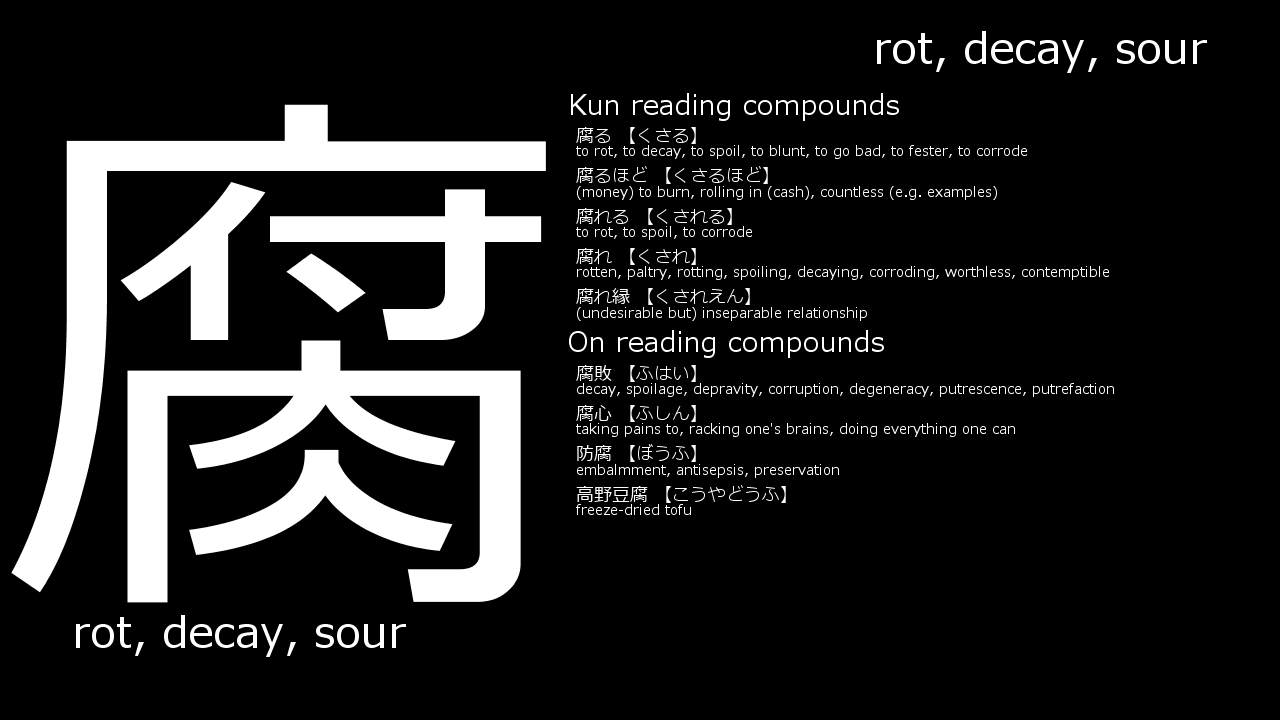 rot, decay, sour
腐
Kun reading compounds
腐る 【くさる】
to rot, to decay, to spoil, to blunt, to go bad, to fester, to corrode
腐るほど 【くさるほど】
(money) to burn, rolling in (cash), countless (e.g. examples)
腐れる 【くされる】
to rot, to spoil, to corrode
腐れ 【くされ】
rotten, paltry, rotting, spoiling, decaying, corroding, worthless, contemptible
腐れ縁 【くされえん】
(undesirable but) inseparable relationship
On reading compounds
腐敗 【ふはい】
decay, spoilage, depravity, corruption, degeneracy, putrescence, putrefaction
腐心 【ふしん】
taking pains to, racking one's brains, doing everything one can
防腐 【ぼうふ】
embalmment, antisepsis, preservation
高野豆腐 【こうやどうふ】
freeze-dried tofu
rot, decay, sour